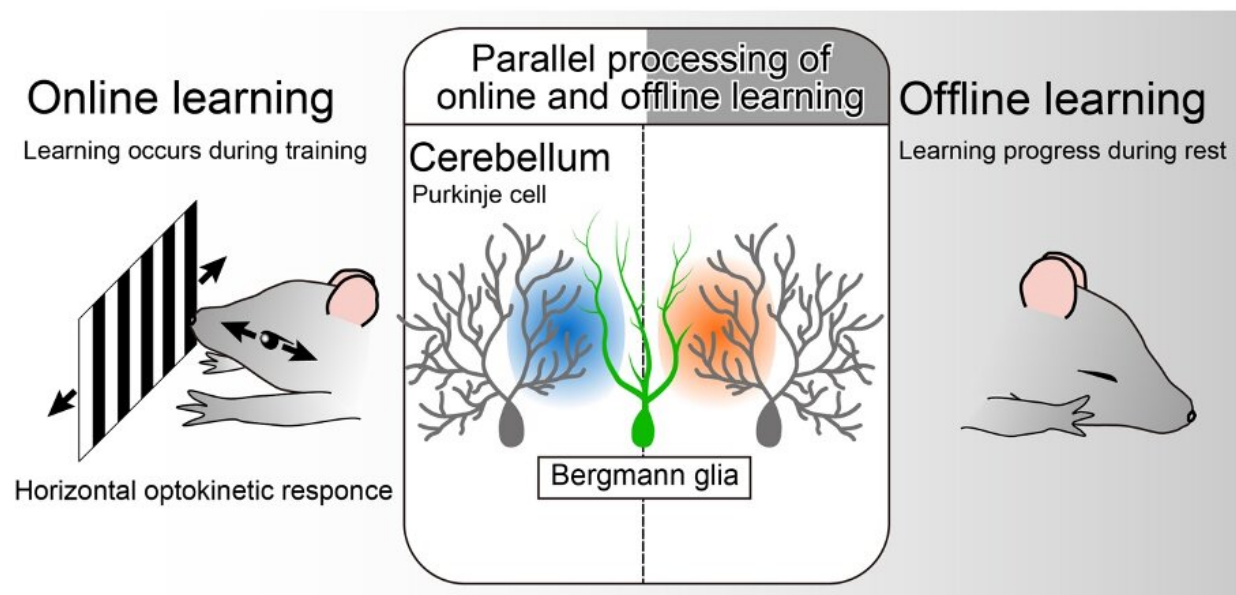 Online learning
Learning occurs during training
Horizontal optokinetic responce
Parallel processing of
online and offline learning
Cerebellum
Purkinje cell
Bergmann glia
Offline learning
Learning progress during rest